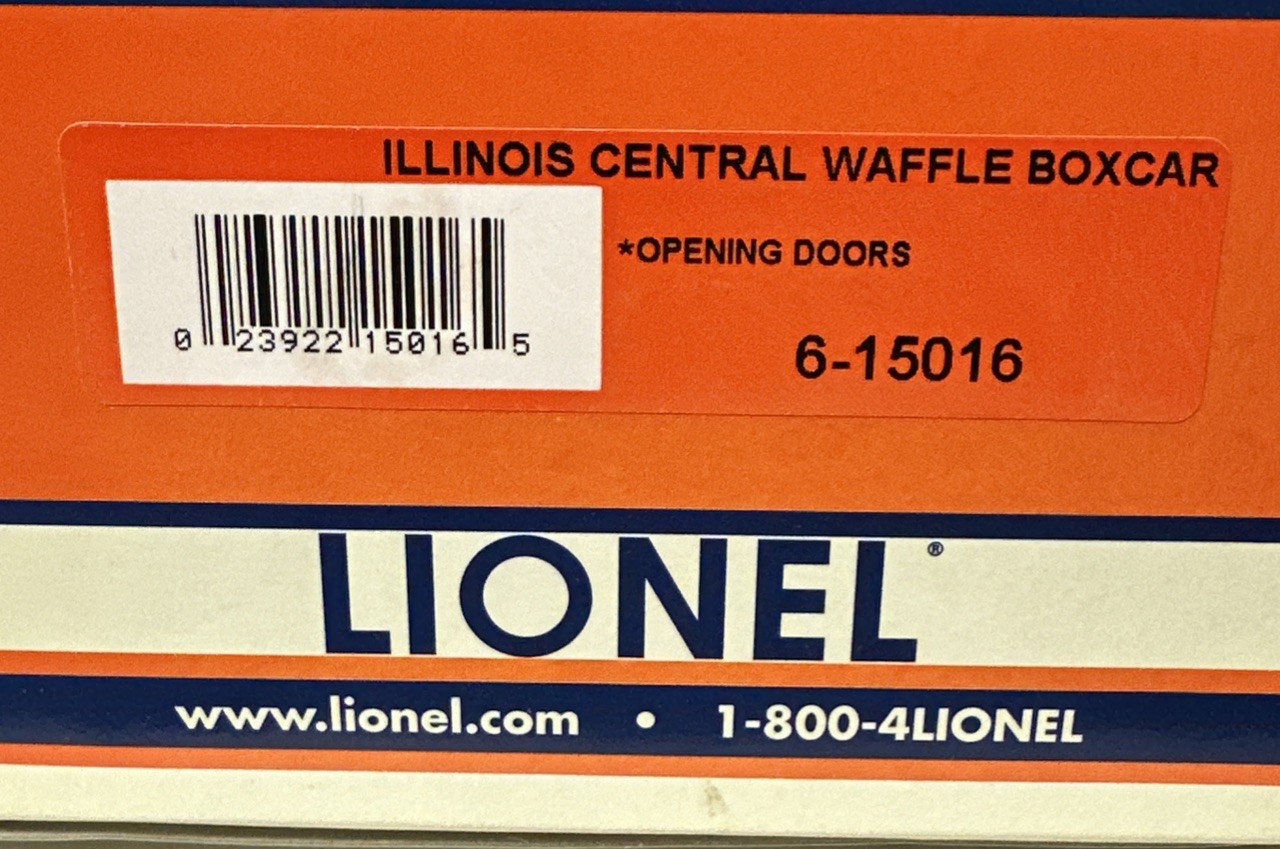 ILLINOIS CENTRAL WAFFLE BOXCAR
*OPENING DOORS
0 23922 15016 5
6-15016
LIONEL®
www.lionel.com • 1-800-4LIONEL